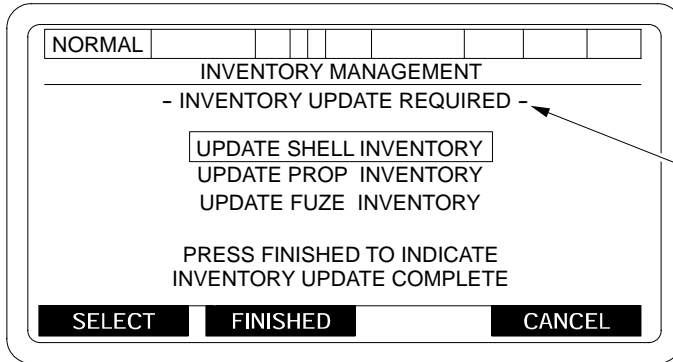 NORMAL
INVENTORY MANAGEMENT
- INVENTORY UPDATE REQUIRED -
UPDATE SHELL INVENTORY
UPDATE PROP INVENTORY
UPDATE FUZE INVENTORY
PRESS FINISHED TO INDICATE
INVENTORY UPDATE COMPLETE
SELECT FINISHED CANCEL